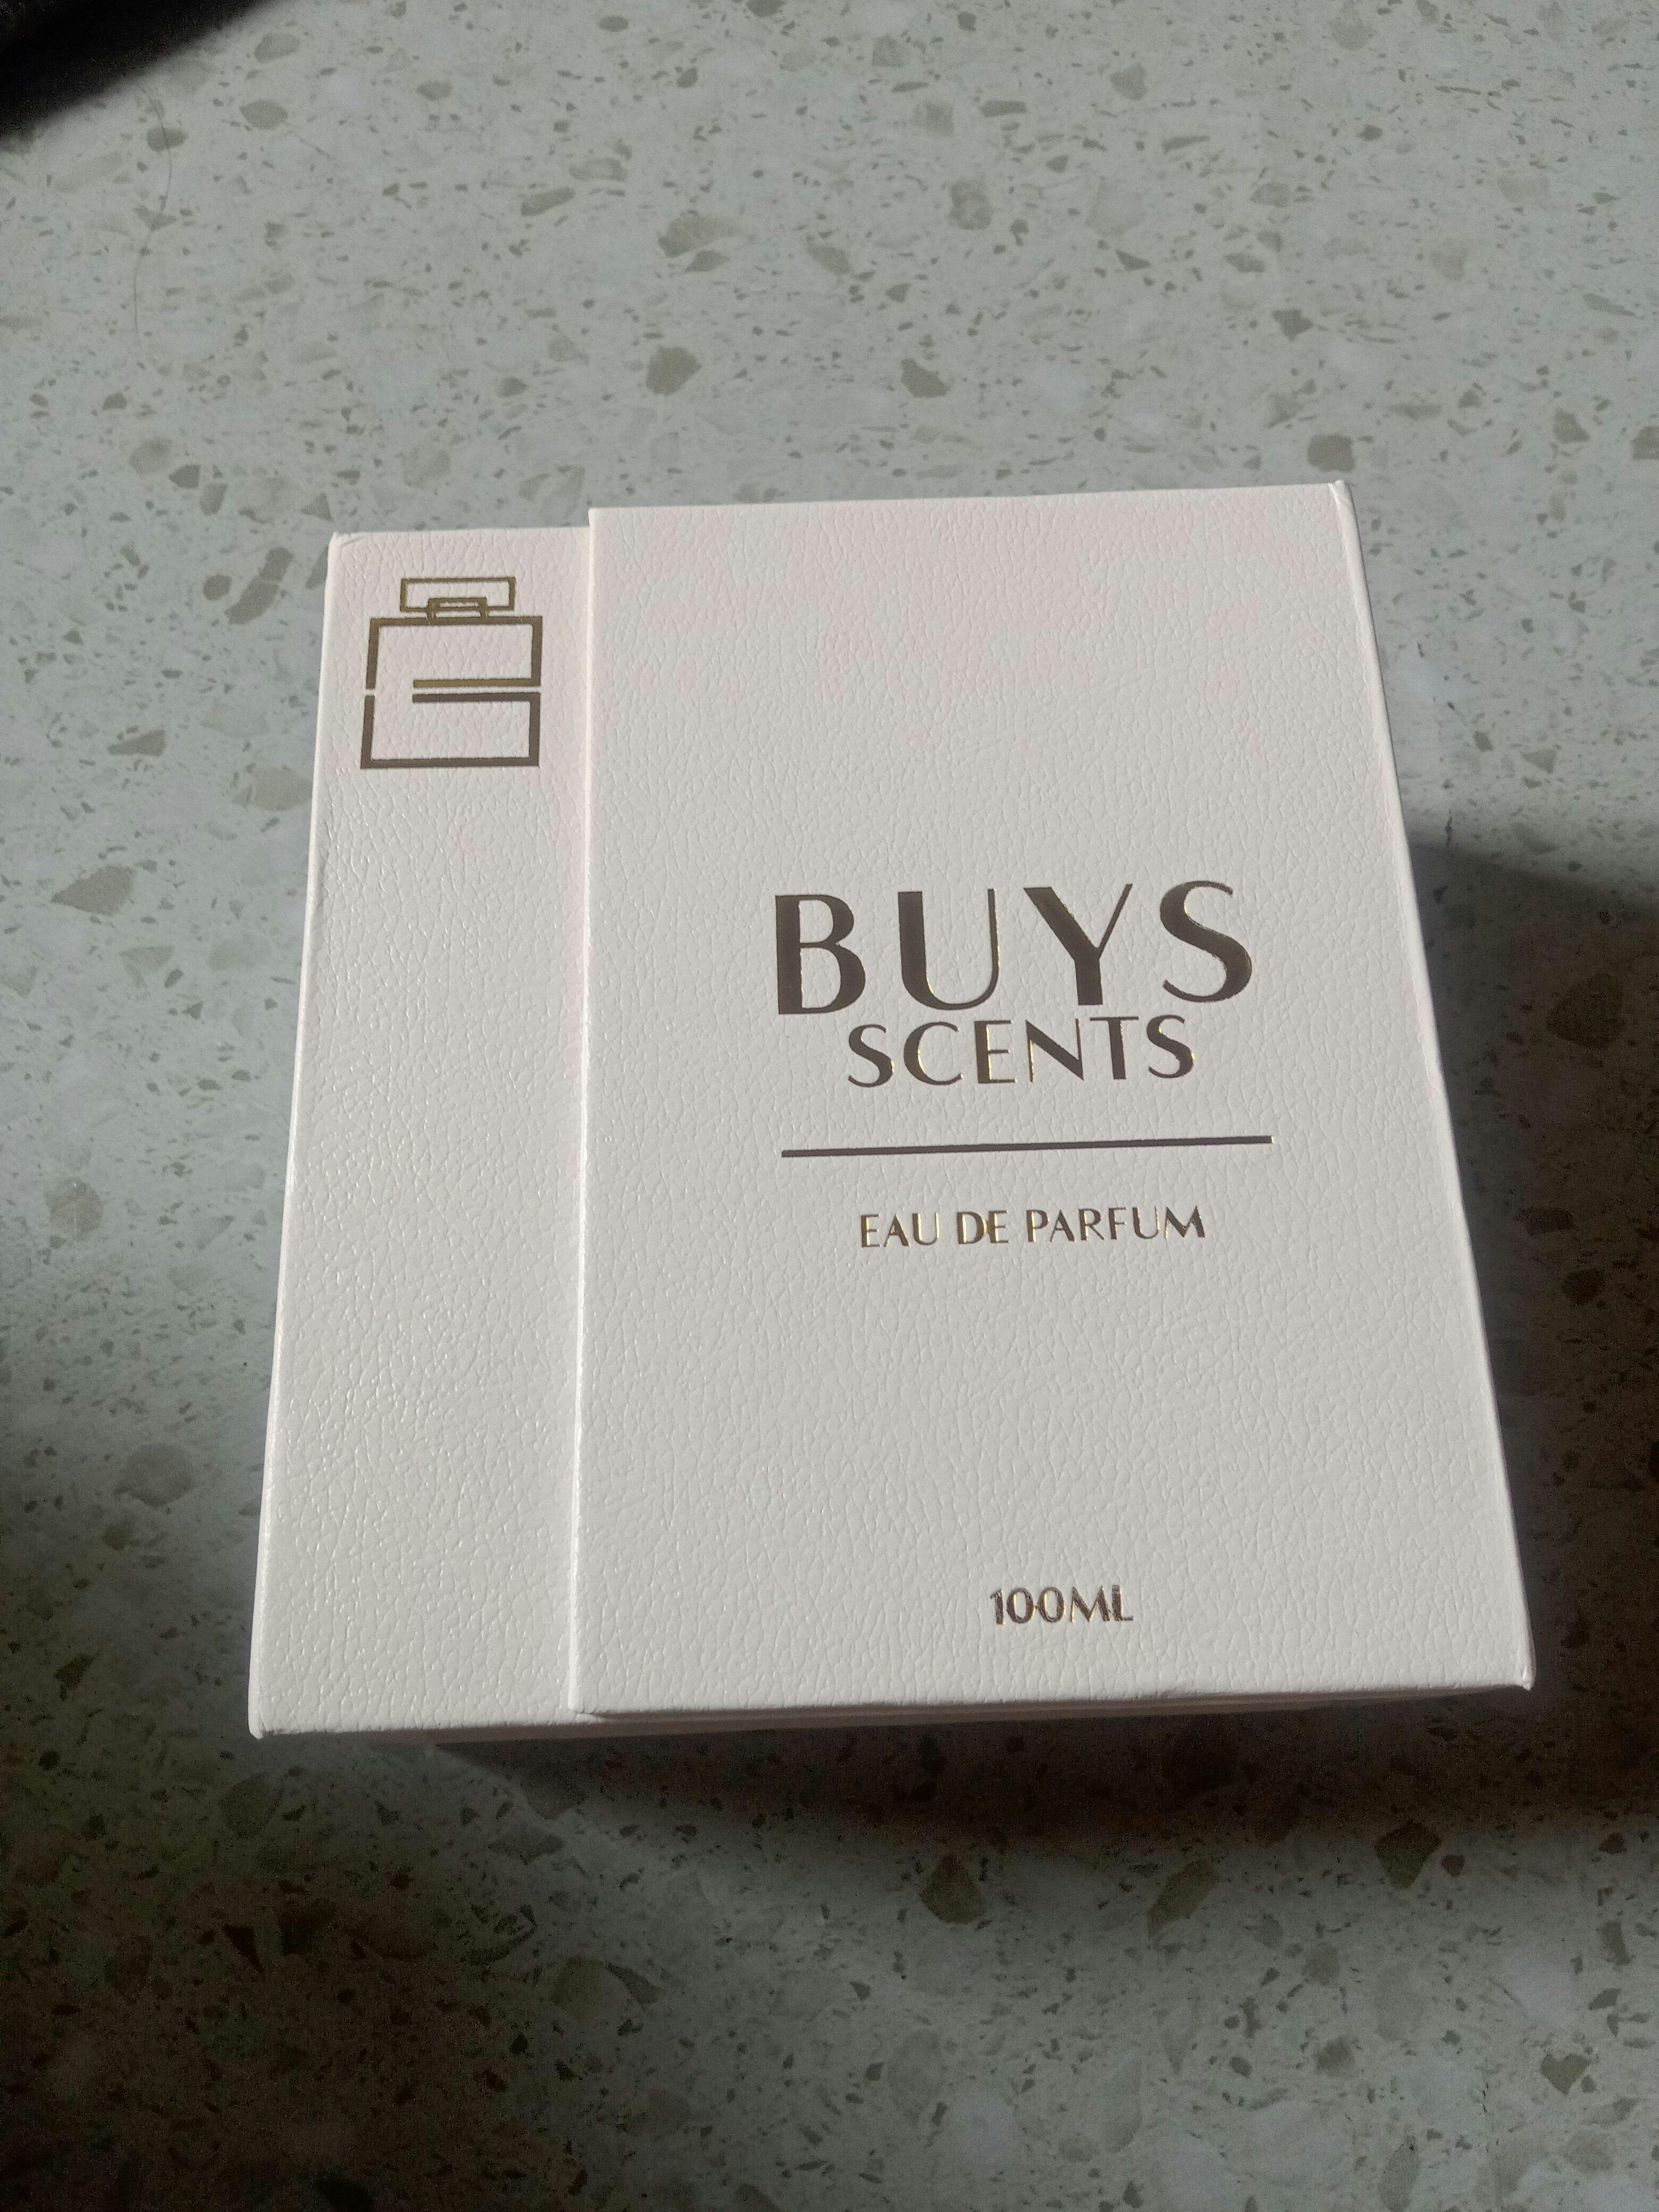 BUYS
SCENTS
EAU DE PARFUM
100ML